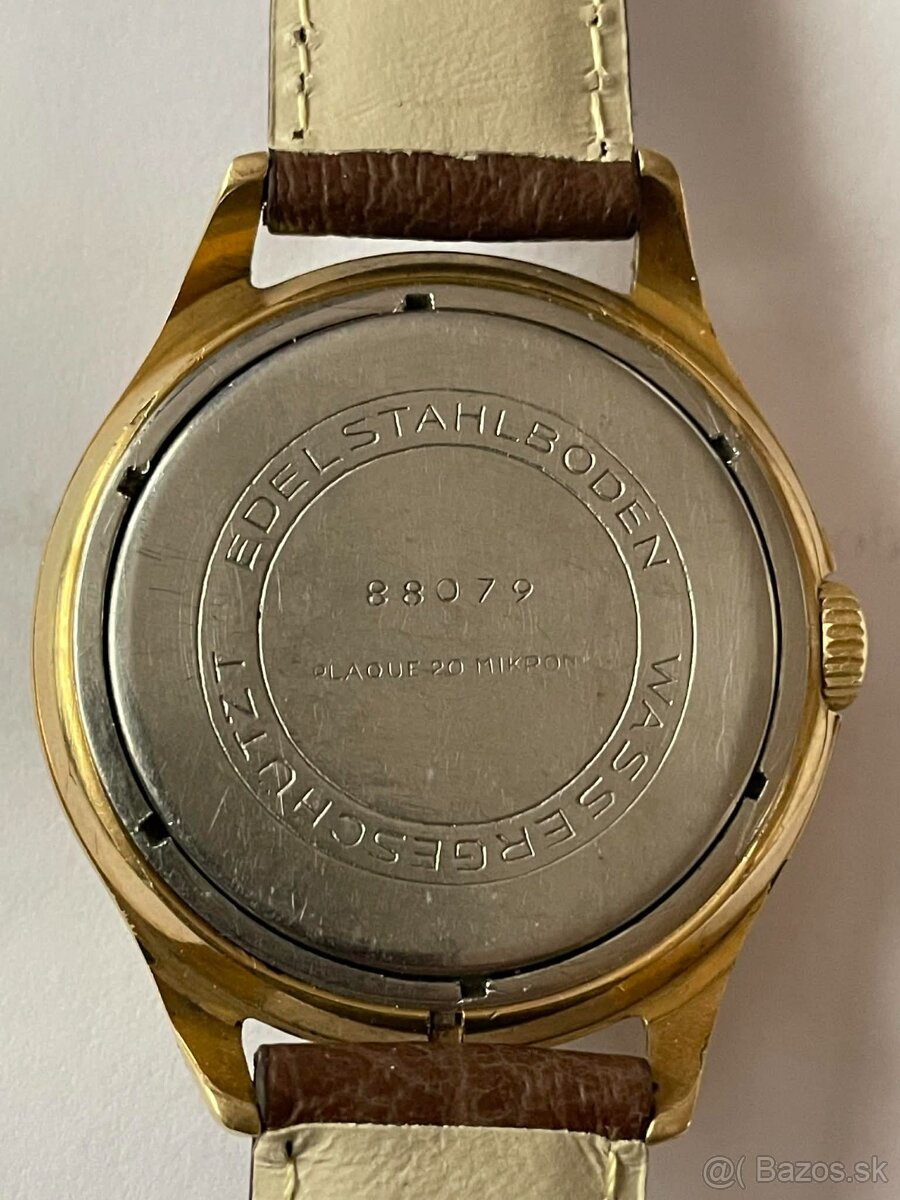 EDELSTAHLBODEN WASSERGESCHÜTZT
88079
PLAQUE 20 MIKRON
@( Bazos.sk